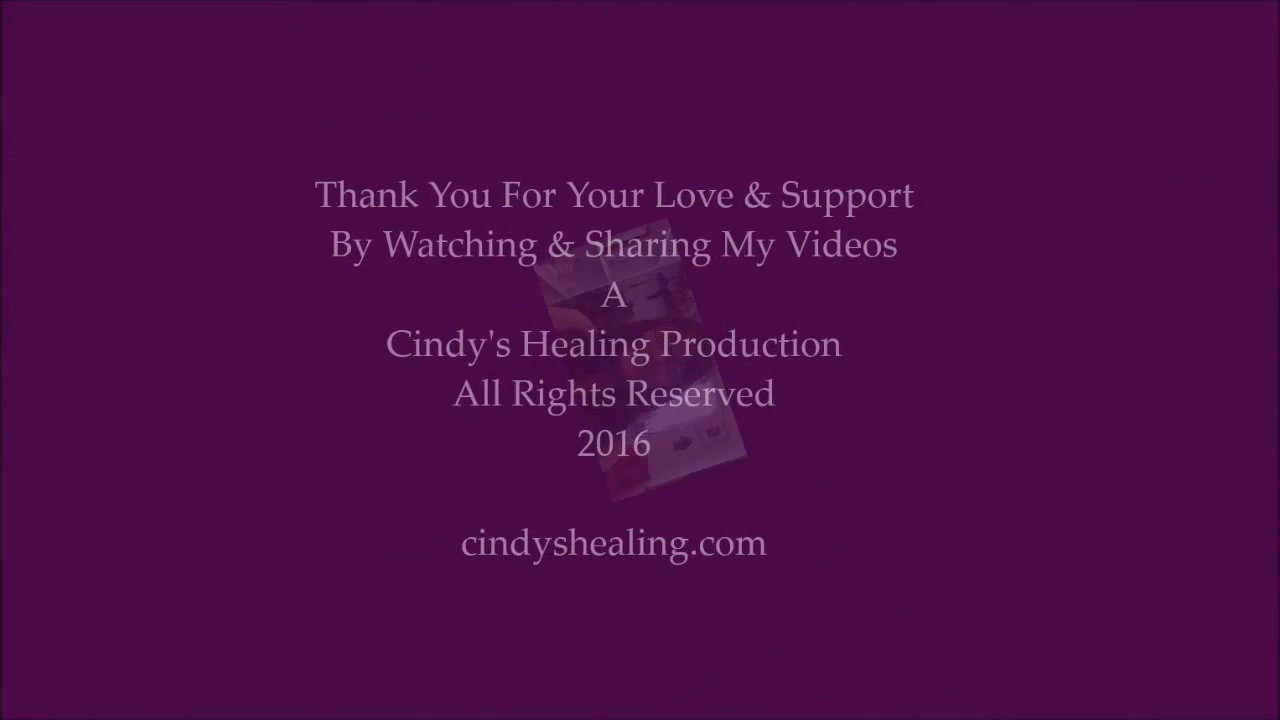 Thank You For Your Love & Support
By Watching & Sharing My Videos
A
Cindy's Healing Production
All Rights Reserved
2016
cindyshealing.com